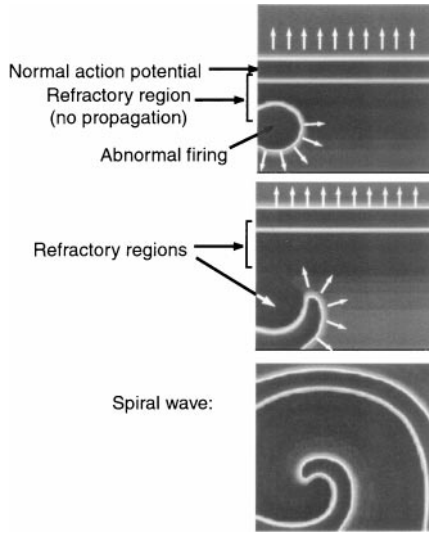 Normal action potential
Refractory region
(no propagation)
Abnormal firing
Refractory regions
Spiral wave: